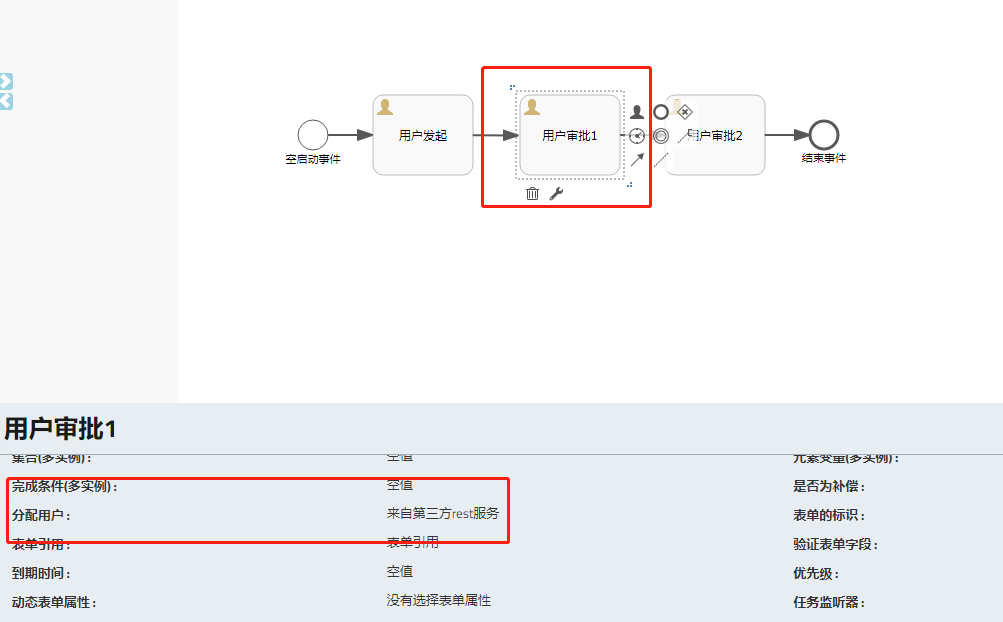 用户发起
用户审批1
用户审批2
空启动事件
结束事件
用户审批1
集合(多实例)： 空值 元素变量(多实例)：
完成条件(多实例)： 空值 是否为补偿：
分配用户： 来自第三方rest服务 表单的标识：
表单引用： 表单引用 验证表单字段：
到期时间： 空值 优先级：
动态表单属性： 没有选择表单属性 任务监听器：